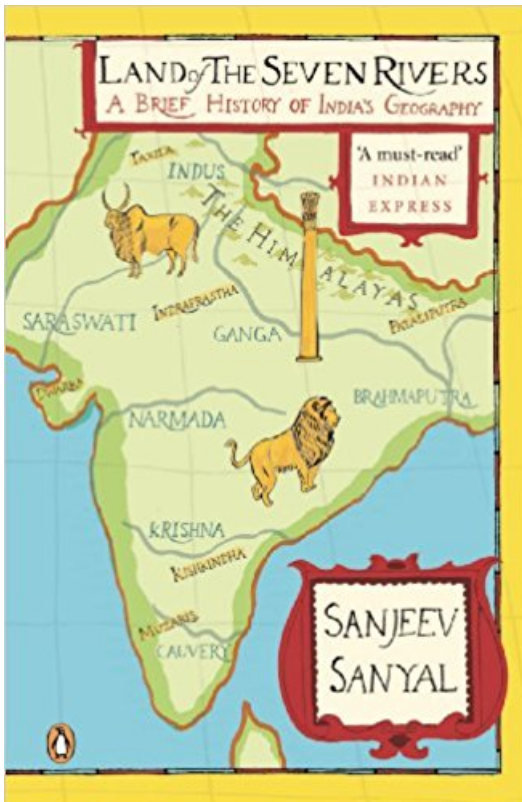 LAND of THE SEVEN RIVERS
A BRIEF HISTORY OF INDIA'S GEOGRAPHY
'A must-read'
INDIAN
EXPRESS
TAXILA
INDUS
THE HIMALAYAS
SARASWATI
INDRAPRASTHA
GANGA
PATALIPUTRA
DWARKA
NARMADA
BRAHMAPUTRA
KRISHNA
KISHKINDHA
MUZARIS
CAUVERY
SANJEEV
SANYAL